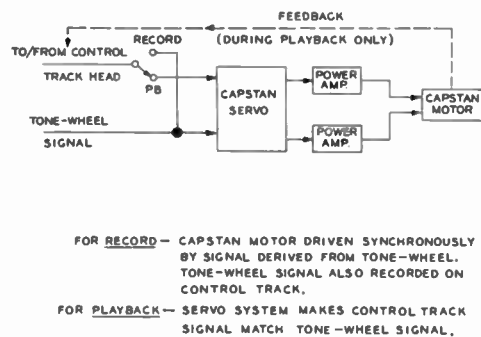 FEEDBACK
(DURING PLAYBACK ONLY)
RECORD
TO/FROM CONTROL
TRACK HEAD
PB
CAPSTAN
SERVO
POWER
AMP.
POWER
AMP.
CAPSTAN
MOTOR
TONE-WHEEL
SIGNAL
FOR RECORD — CAPSTAN MOTOR DRIVEN SYNCHRONOUSLY
BY SIGNAL DERIVED FROM TONE-WHEEL.
TONE-WHEEL SIGNAL ALSO RECORDED ON
CONTROL TRACK.
FOR PLAYBACK — SERVO SYSTEM MAKES CONTROL TRACK
SIGNAL MATCH TONE-WHEEL SIGNAL.